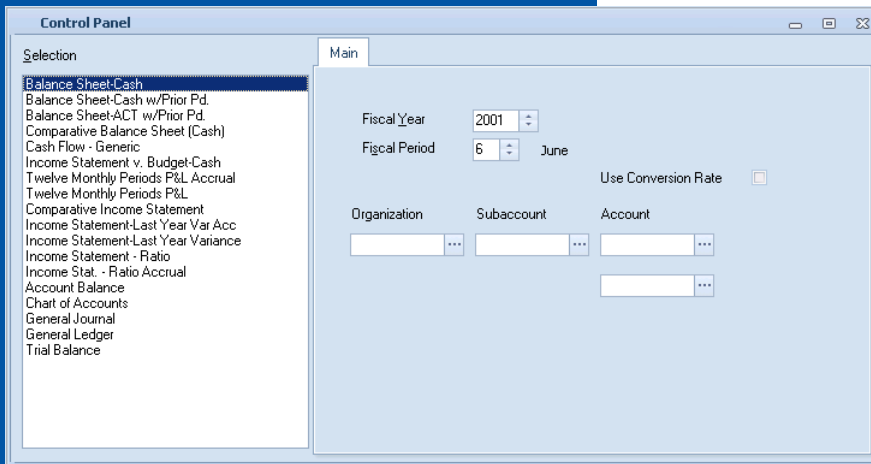 Control Panel
Selection
Main
Balance Sheet-Cash
Balance Sheet-Cash w/Prior Pd.
Balance Sheet-ACT w/Prior Pd.
Comparative Balance Sheet (Cash)
Cash Flow - Generic
Income Statement v. Budget-Cash
Twelve Monthly Periods P&L Accrual
Twelve Monthly Periods P&L
Comparative Income Statement
Income Statement-Last Year Var Acc
Income Statement-Last Year Variance
Income Statement - Ratio
Income Stat. - Ratio Accrual
Account Balance
Chart of Accounts
General Journal
General Ledger
Trial Balance
Fiscal Year 2001
Fiscal Period 6 June
Use Conversion Rate
Organization Subaccount Account